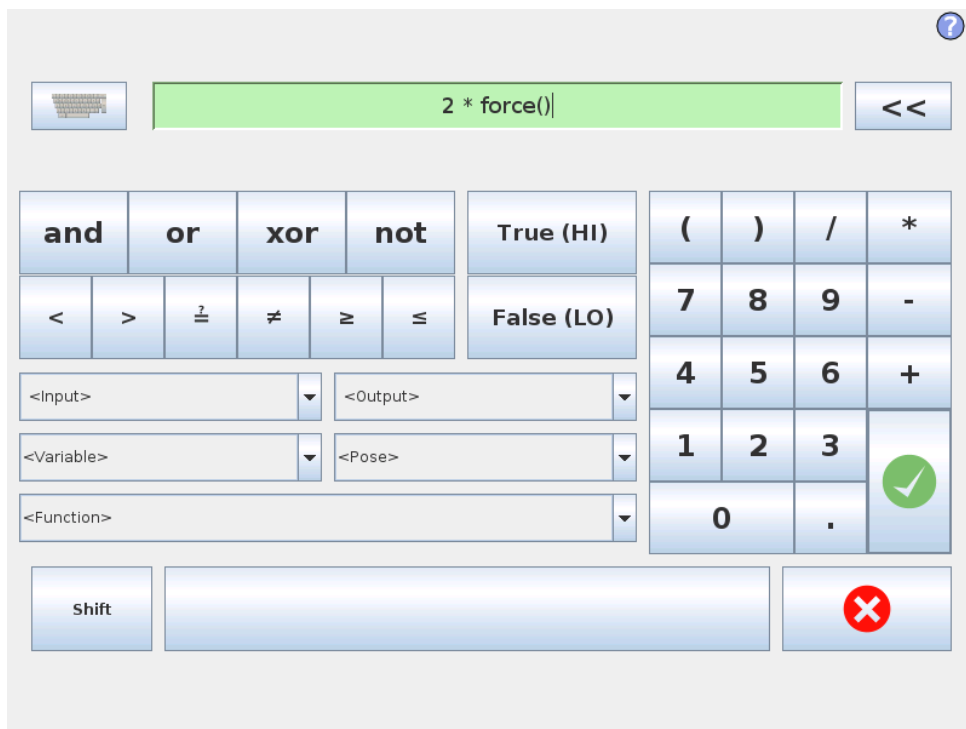 ?
2 * force()
<<
and or xor not True (HI) ( ) / *
< > ≟ ≠ ≥ ≤ False (LO) 7 8 9 -
4 5 6 +
<Input> <Output>
1 2 3
<Variable> <Pose>
<Function> 0 .
Shift